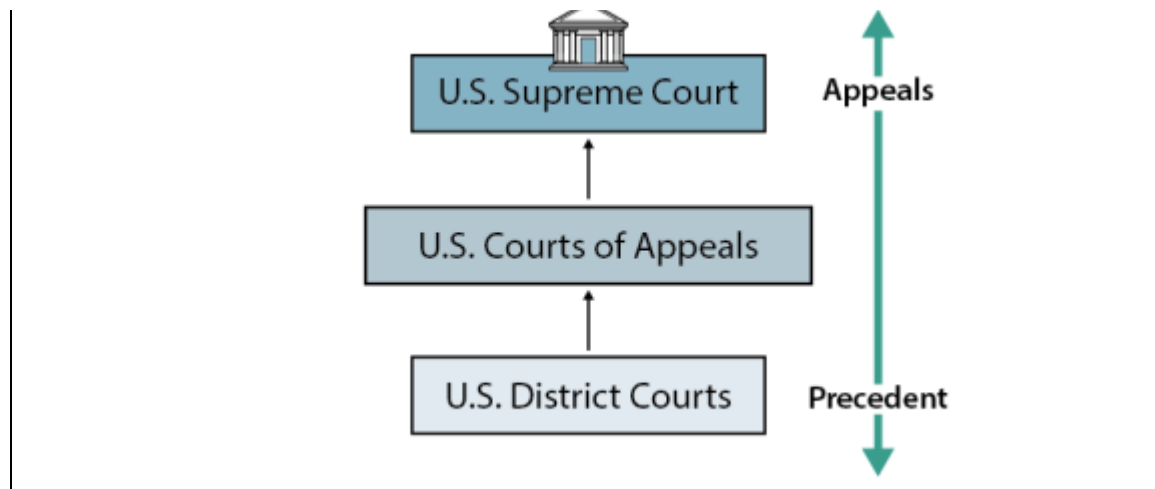 U.S. Supreme Court
Appeals
U.S. Courts of Appeals
U.S. District Courts
Precedent